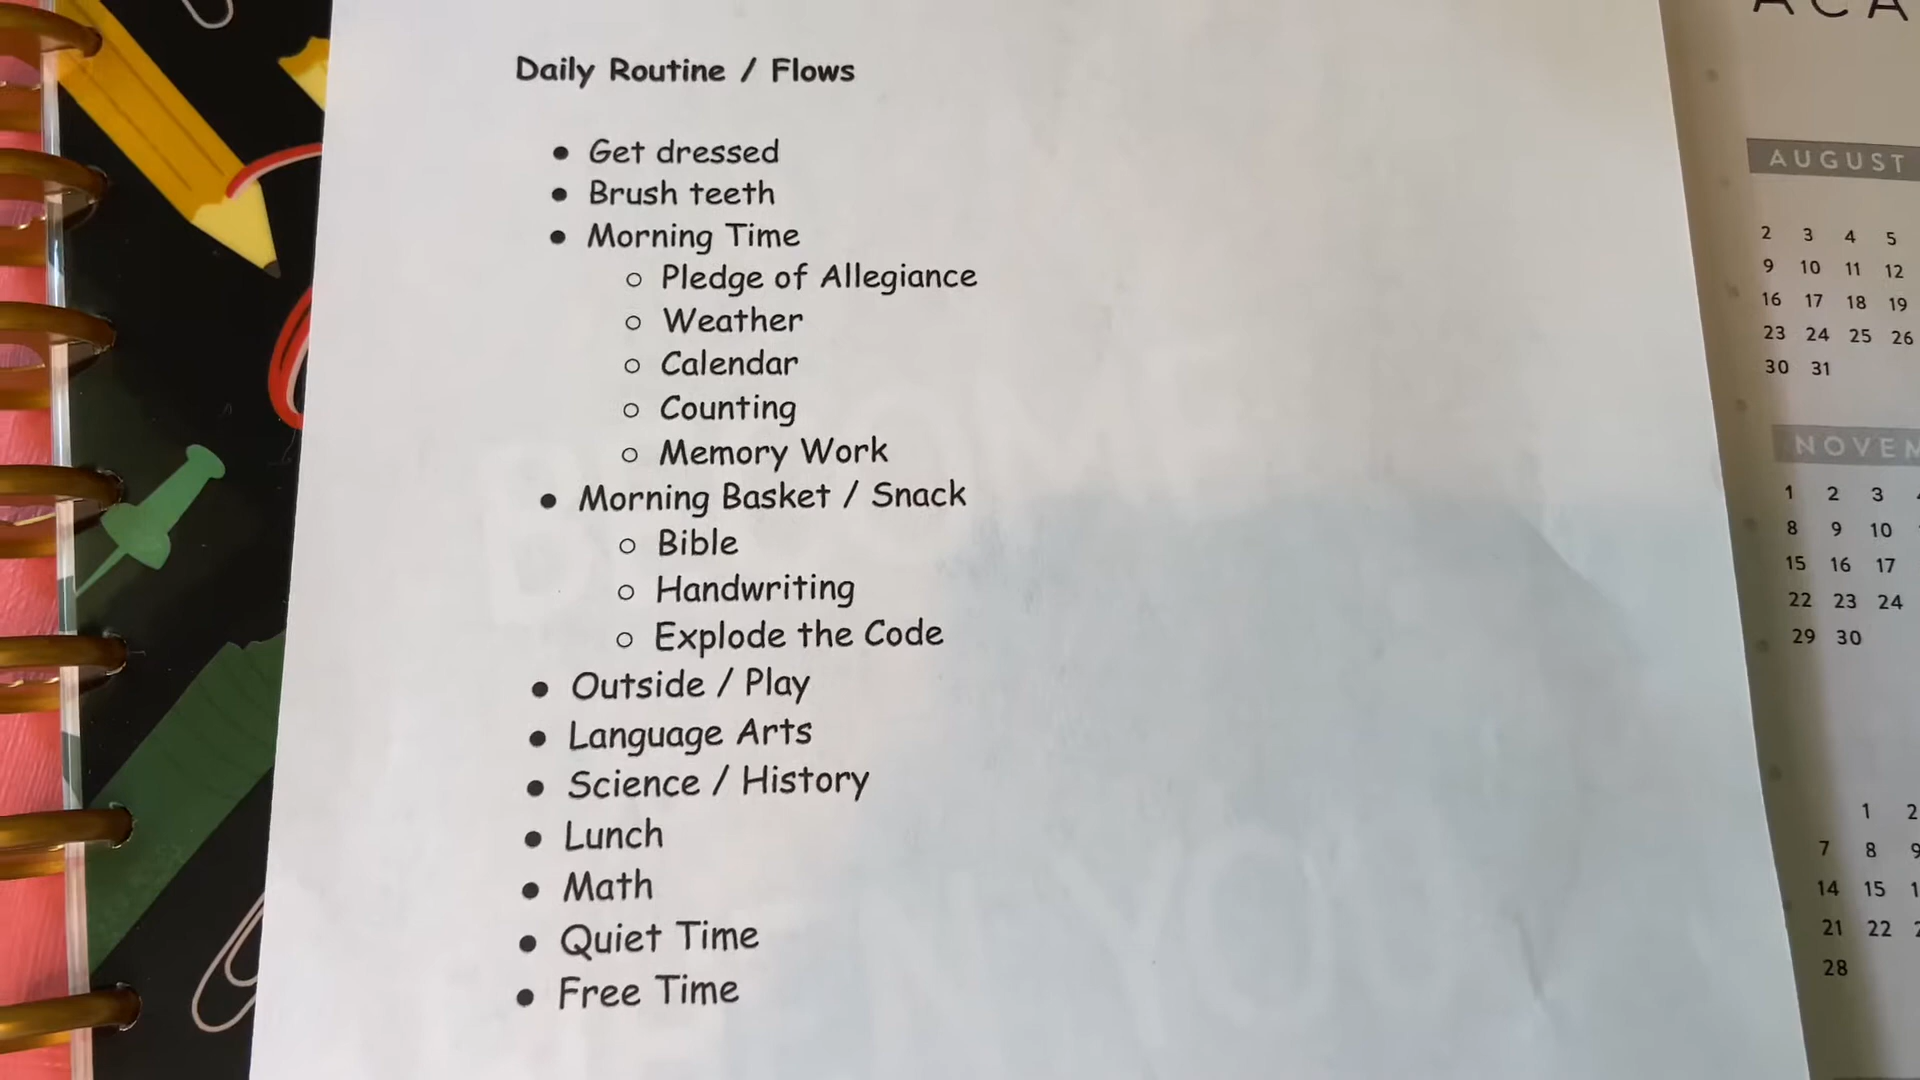 Daily Routine / Flows
● Get dressed
● Brush teeth
● Morning Time
○ Pledge of Allegiance
○ Weather
○ Calendar
○ Counting
○ Memory Work
● Morning Basket / Snack
○ Bible
○ Handwriting
○ Explode the Code
● Outside / Play
● Language Arts
● Science / History
● Lunch
● Math
● Quiet Time
● Free Time
AUGUST
2 3 4 5
9 10 11 12
16 17 18 19
23 24 25 26
30 31
1 2 3
8 9 10
15 16 17
22 23 24
29 30
1 2
7 8 9
14 15
21 22
28